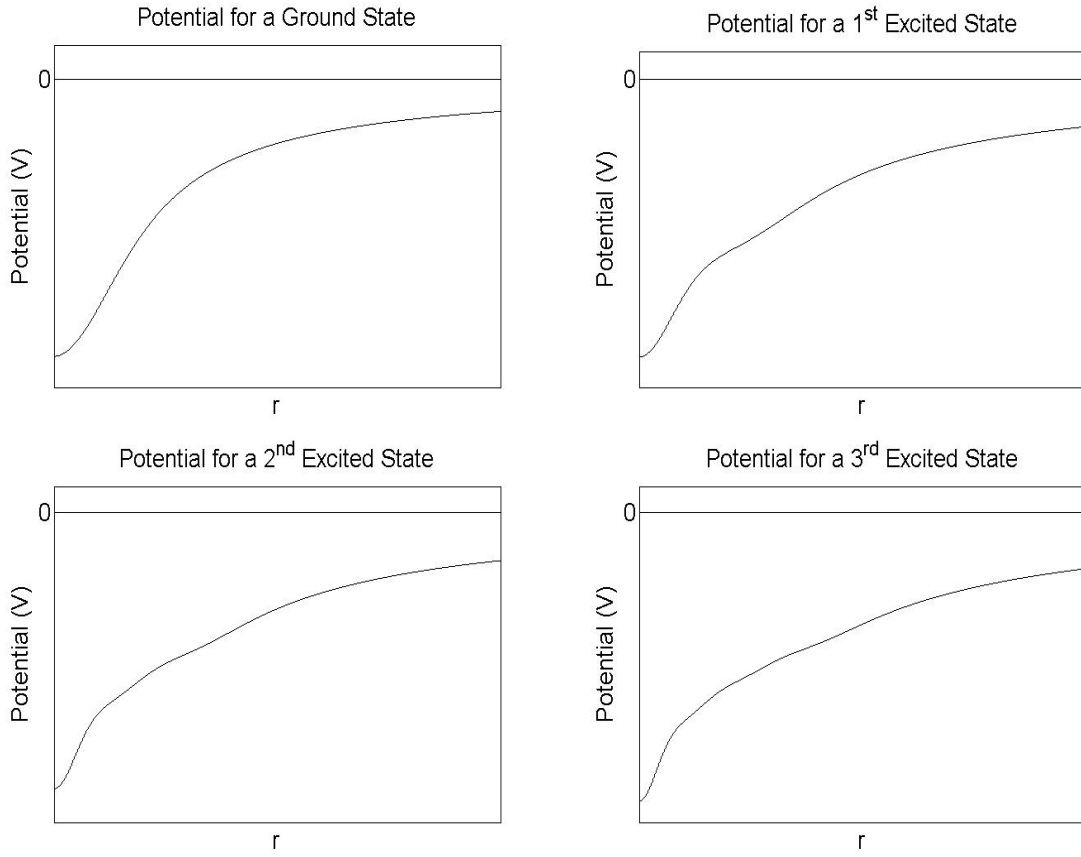 Potential for a Ground State
0
Potential (V)
r
Potential for a 1st Excited State
0
Potential (V)
r
Potential for a 2nd Excited State
0
Potential (V)
r
Potential for a 3rd Excited State
0
Potential (V)
r